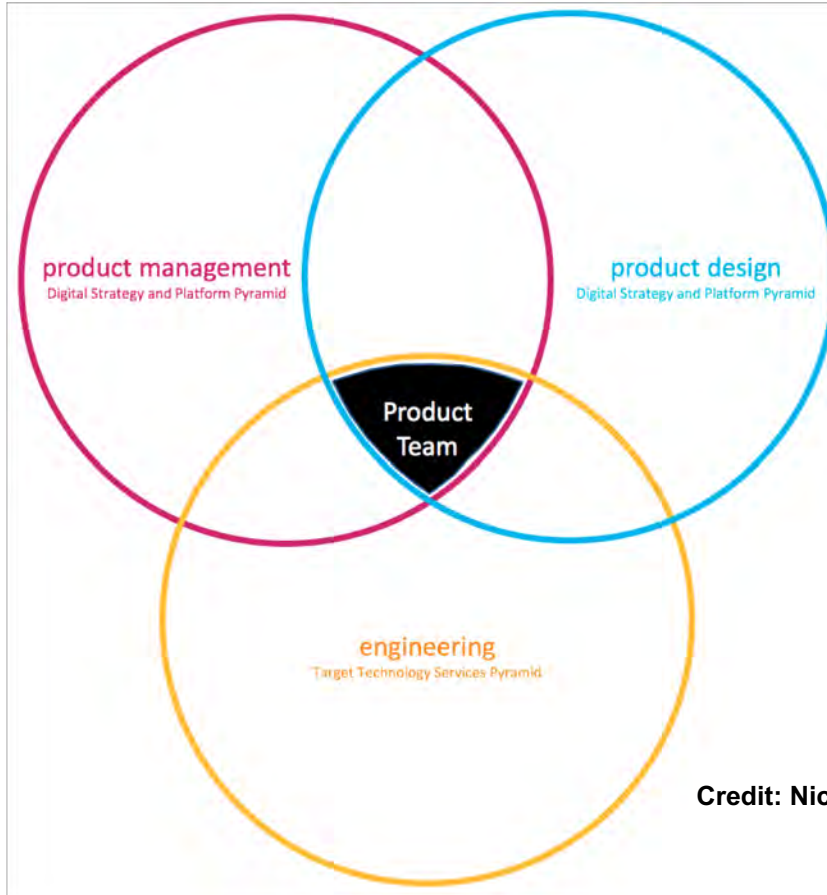 product management
Digital Strategy and Platform Pyramid
product design
Digital Strategy and Platform Pyramid
Product
Team
engineering
Target Technology Services Pyramid
Credit: Nic